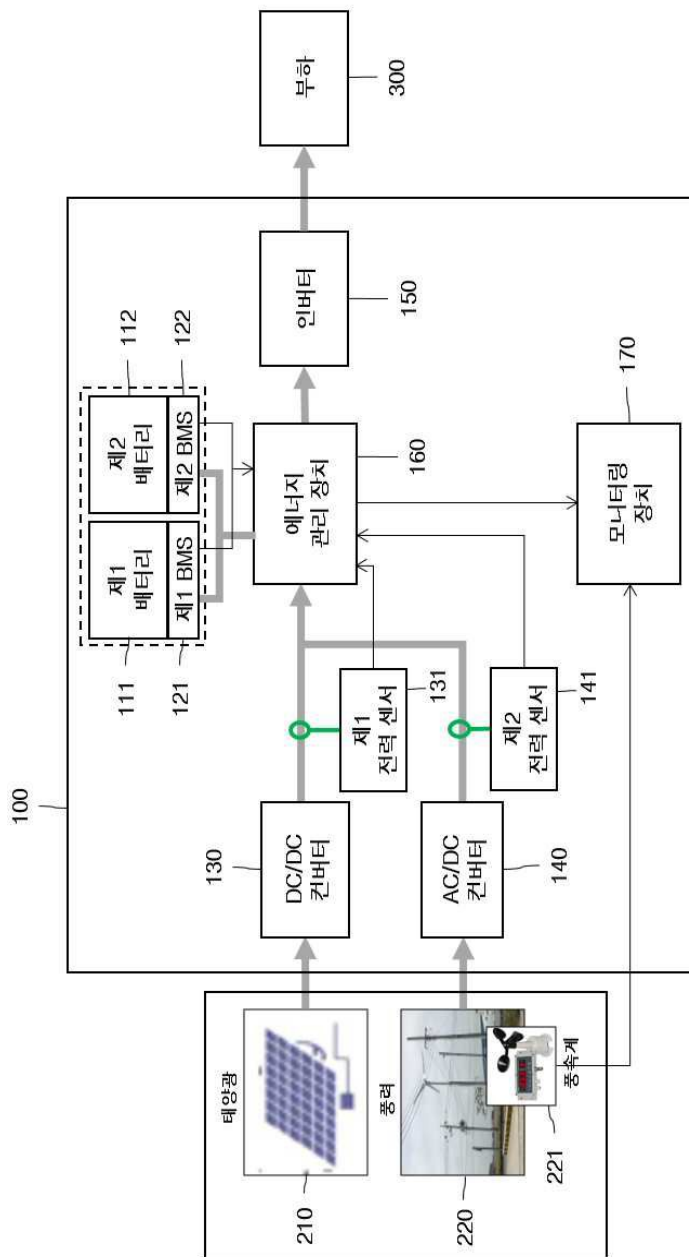 100
111
121
112
122
제1
배터리
제1 BMS
제2
배터리
제2 BMS
태양광
210
풍력
220
풍속계
221
130
DC/DC
컨버터
140
AC/DC
컨버터
제1
전력 센서
131
제2
전력 센서
141
에너지
관리 장치
160
인버터
150
부하
300
모니터링
장치
170